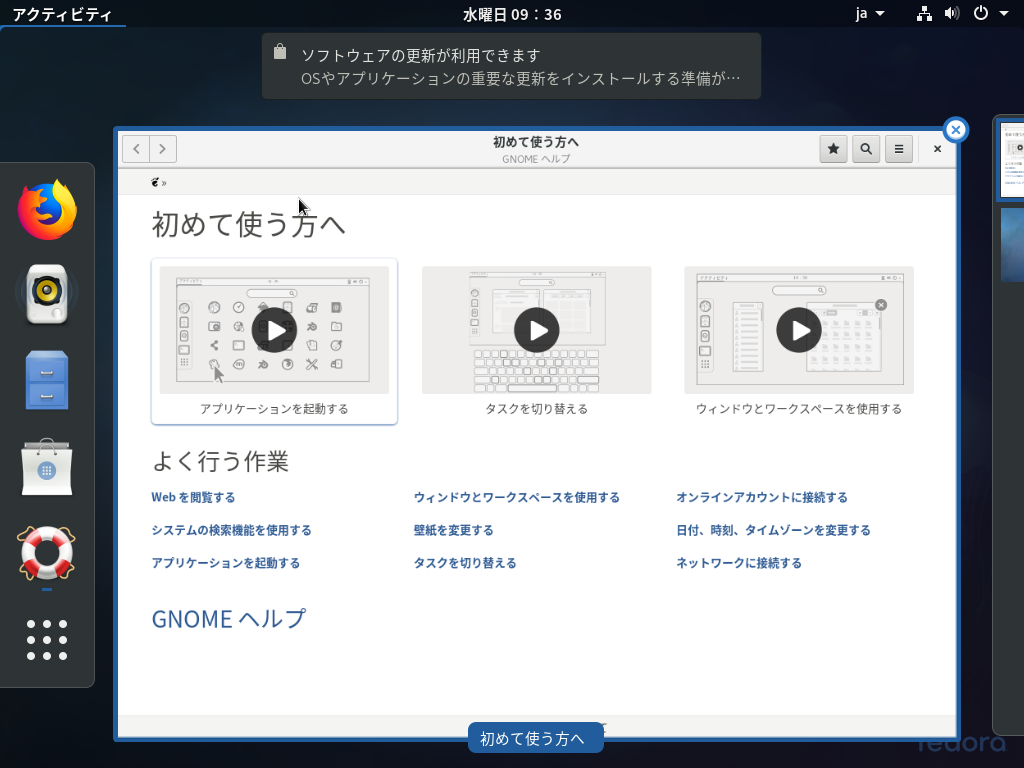 アクティビティ
水曜日 09：36
ja
ソフトウェアの更新が利用できます
OSやアプリケーションの重要な更新をインストールする準備が…
初めて使う方へ
GNOME ヘルプ
»
初めて使う方へ
アプリケーションを起動する
タスクを切り替える
ウィンドウとワークスペースを使用する
よく行う作業
Web を閲覧する
ウィンドウとワークスペースを使用する
オンラインアカウントに接続する
システムの検索機能を使用する
壁紙を変更する
日付、時刻、タイムゾーンを変更する
アプリケーションを起動する
タスクを切り替える
ネットワークに接続する
GNOME ヘルプ
初めて使う方へ
fedora